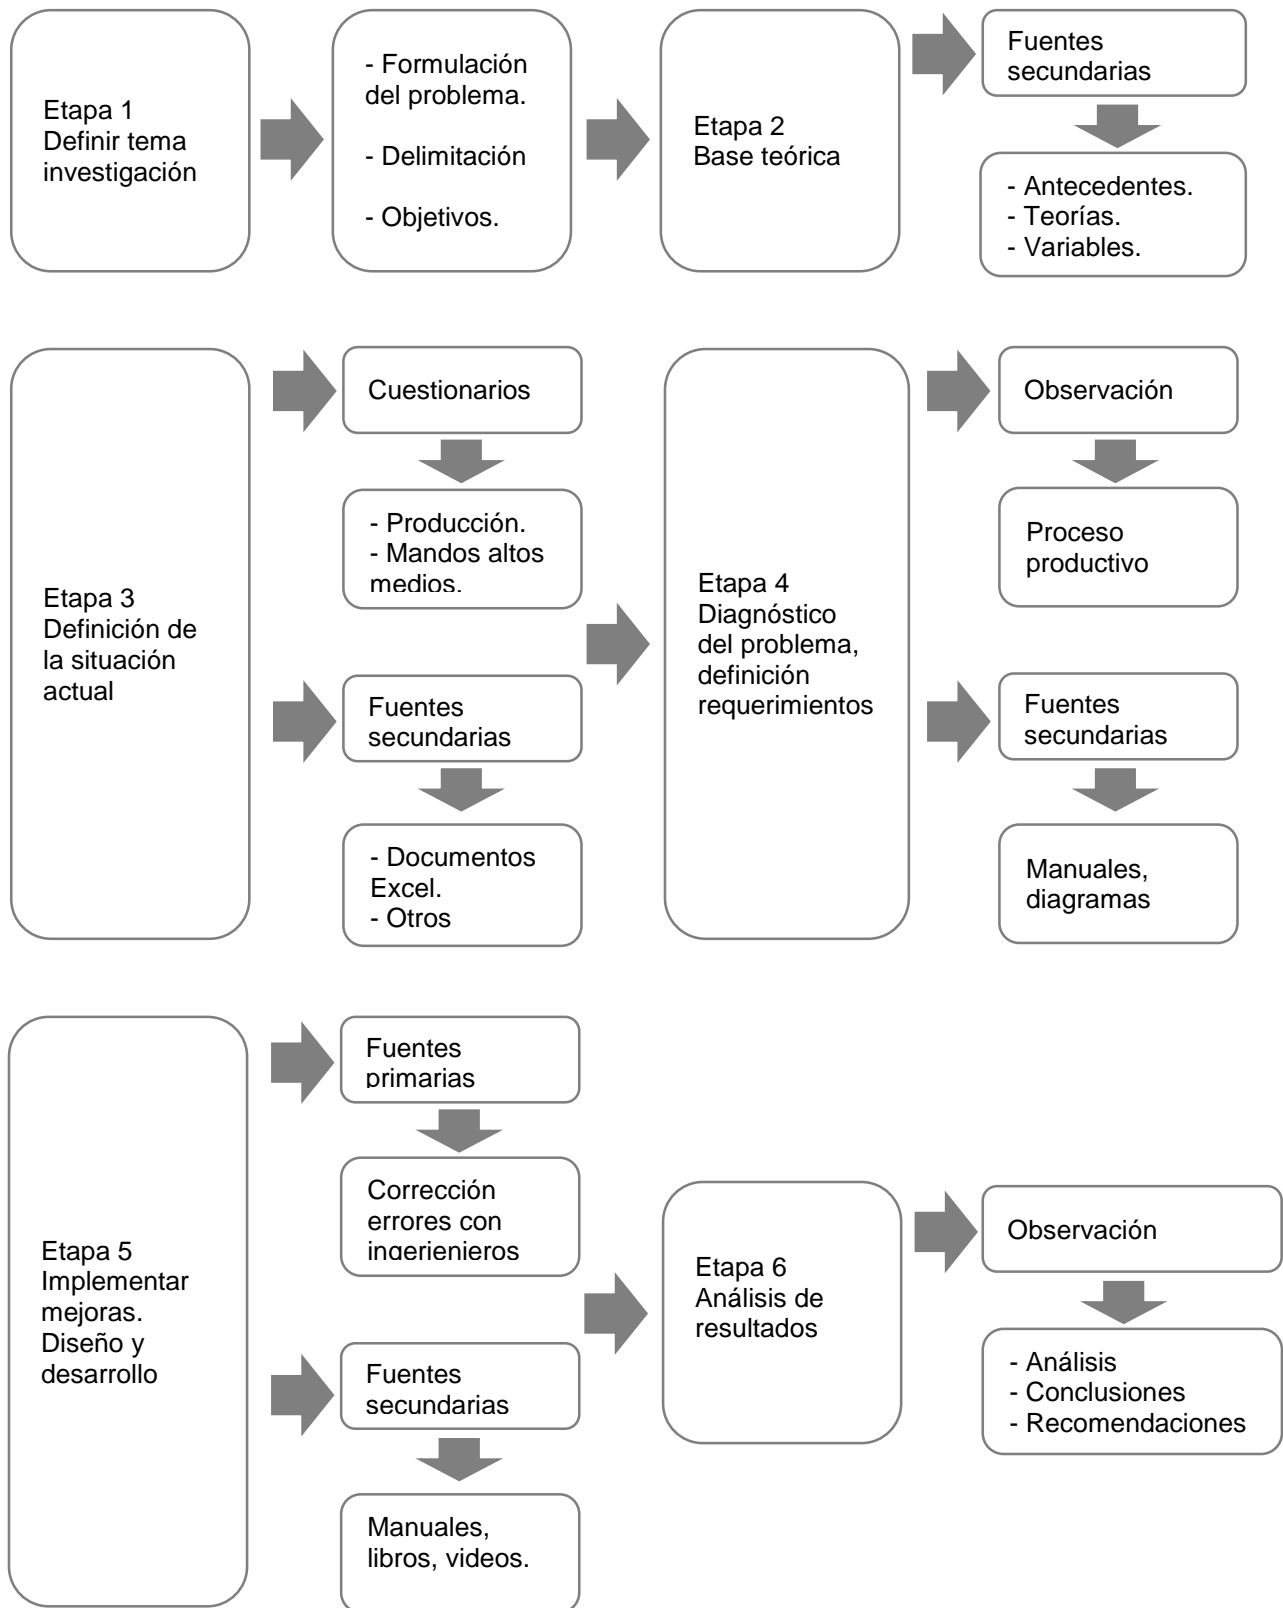 Etapa 1
Definir tema
investigación
- Formulación
del problema.
- Delimitación
- Objetivos.
Etapa 2
Base teórica
Fuentes
secundarias
- Antecedentes.
- Teorías.
- Variables.
Etapa 3
Definición de
la situación
actual
Cuestionarios
- Producción.
- Mandos altos
medios.
Fuentes
secundarias
- Documentos
Excel.
- Otros
Etapa 4
Diagnóstico
del problema,
definición
requerimientos
Observación
Proceso
productivo
Fuentes
secundarias
Manuales,
diagramas
Etapa 5
Implementar
mejoras.
Diseño y
desarrollo
Fuentes
primarias
Corrección
errores con
ingerienieros
Fuentes
secundarias
Manuales,
libros, videos.
Etapa 6
Análisis de
resultados
Observación
- Análisis
- Conclusiones
- Recomendaciones